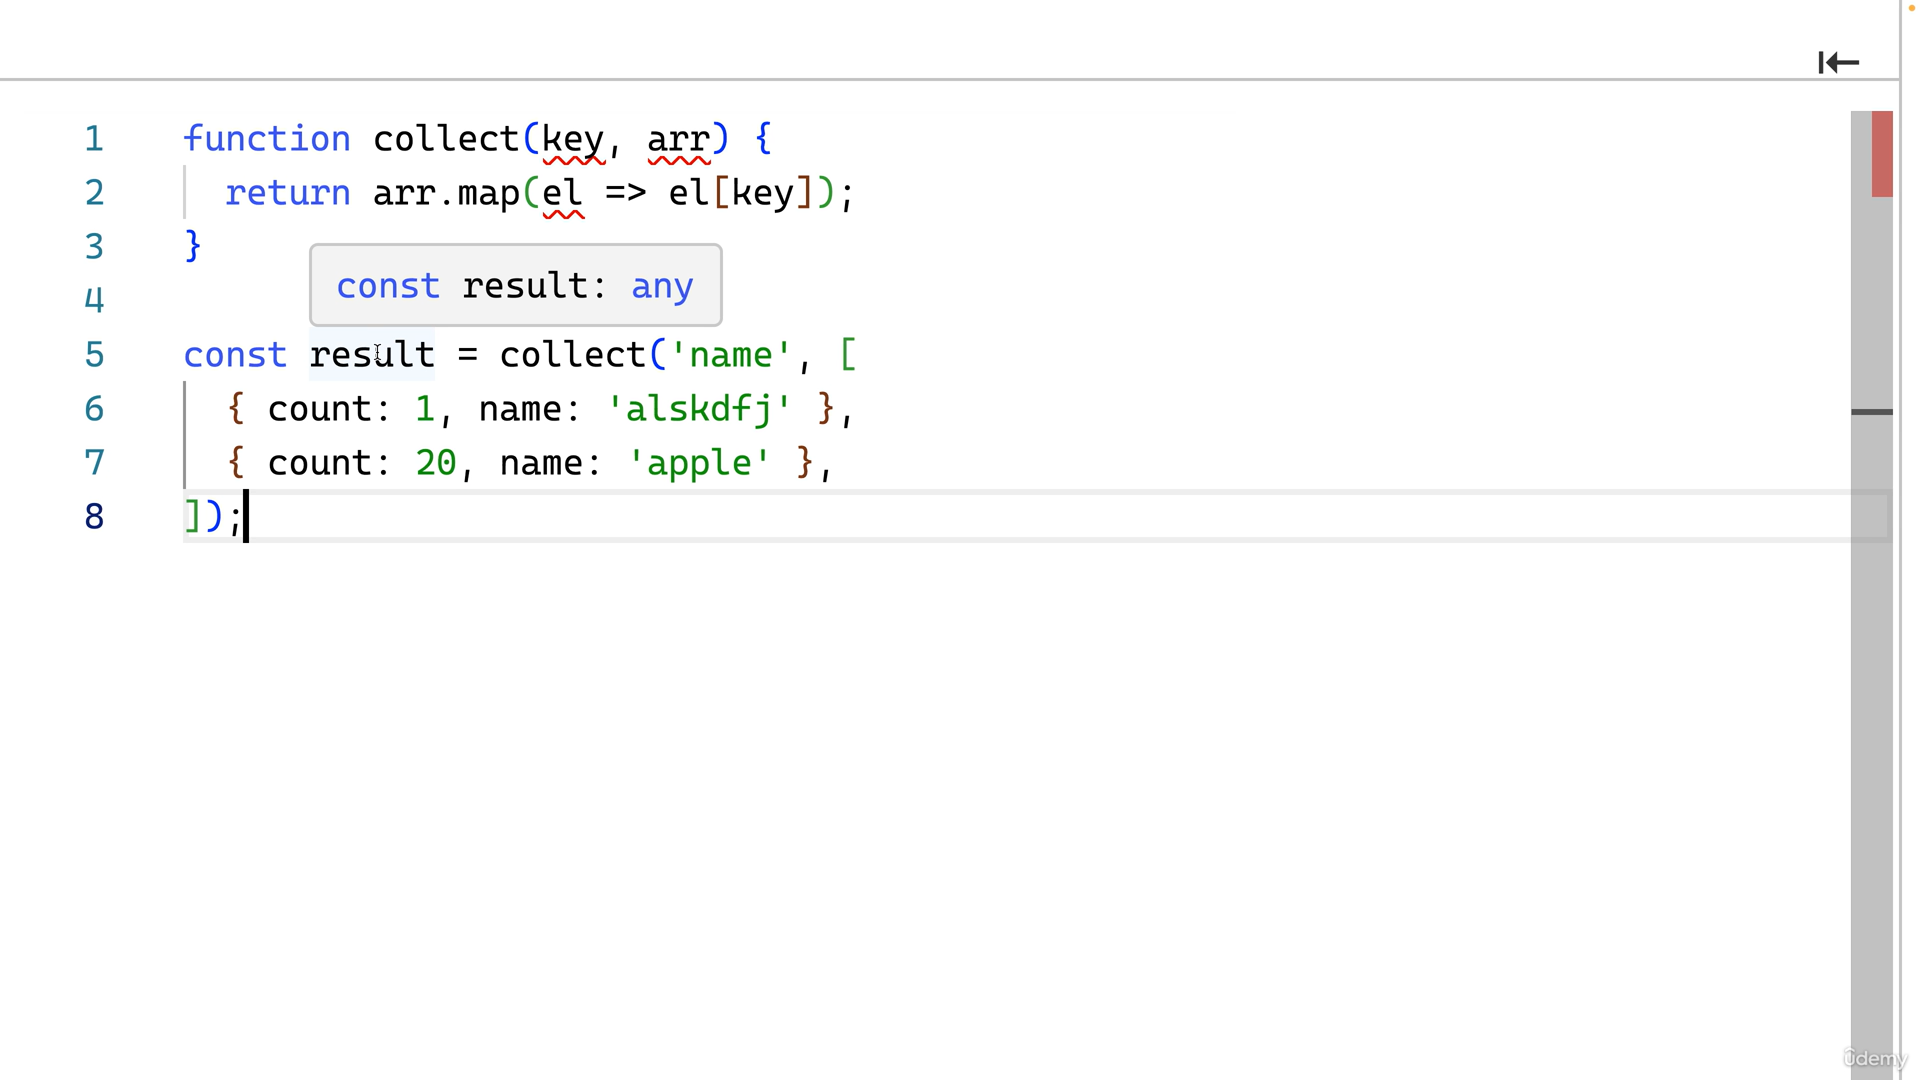 1 function collect(key, arr) {
2 return arr.map(el => el[key]);
3 }
const result: any
4
5 const result = collect('name', [
6 { count: 1, name: 'alskdfj' },
7 { count: 20, name: 'apple' },
8 ]);
ûdemy